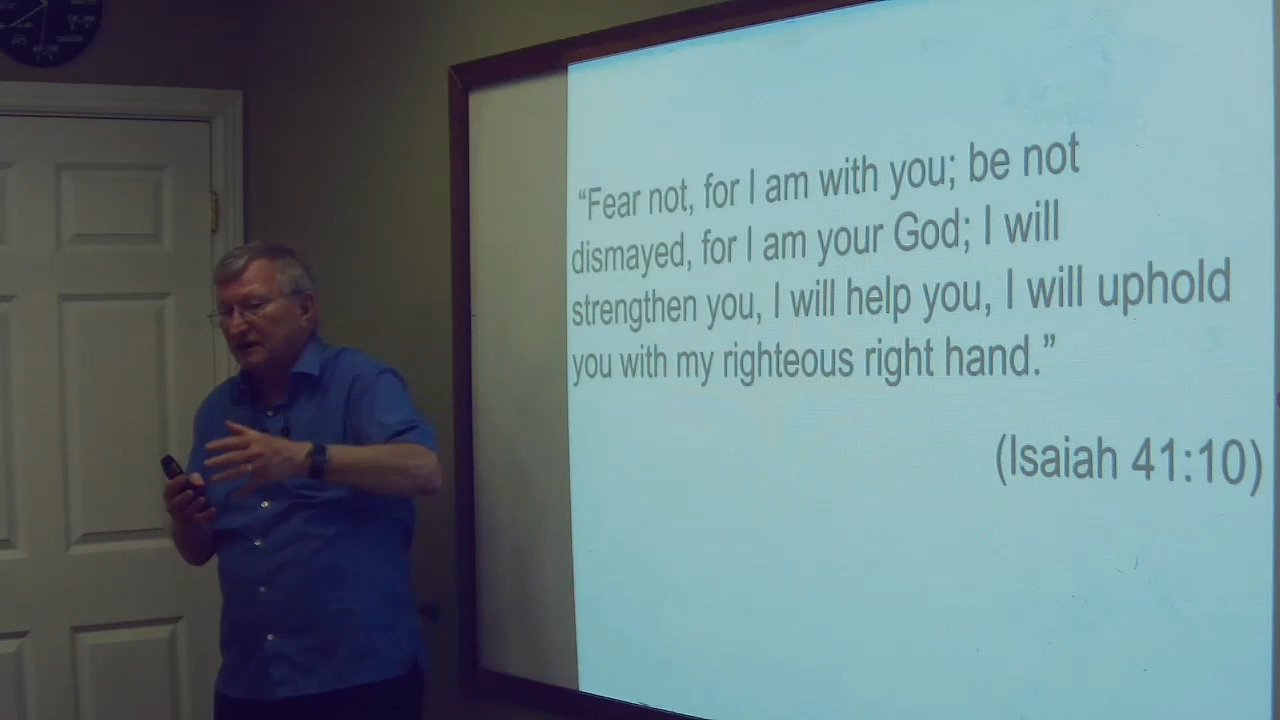 “Fear not, for I am with you; be not
dismayed, for I am your God; I will
strengthen you, I will help you, I will uphold
you with my righteous right hand.”
(Isaiah 41:10)